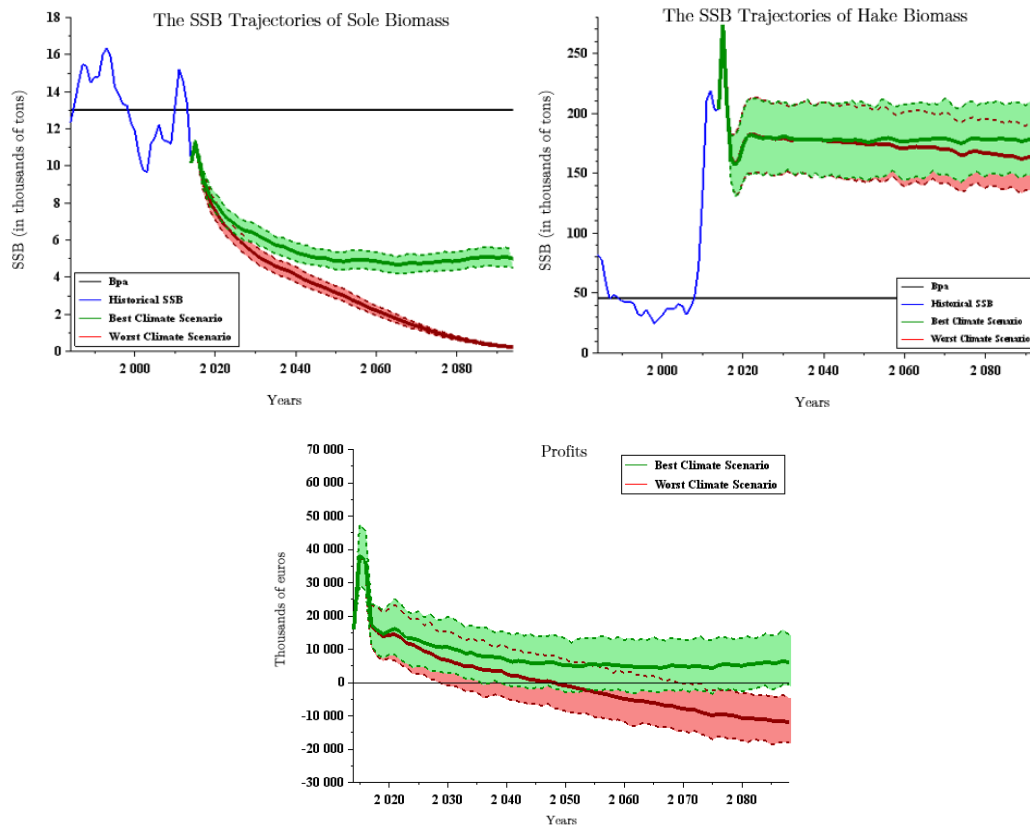 The SSB Trajectories of Sole Biomass
18
16
14
12
10
8
6
4
2
0
SSB (in thousands of tons)
Bpa
Historical SSB
Best Climate Scenario
Worst Climate Scenario
2 000
2 020
2 040
2 060
2 080
Years
The SSB Trajectories of Hake Biomass
250
200
150
100
50
0
SSB (in thousands of tons)
Bpa
Historical SSB
Best Climate Scenario
Worst Climate Scenario
2 000
2 020
2 040
2 060
2 080
Years
Profits
70 000
60 000
50 000
40 000
30 000
20 000
10 000
0
-10 000
-20 000
-30 000
Thousands of euros
Best Climate Scenario
Worst Climate Scenario
2 020
2 030
2 040
2 050
2 060
2 070
2 080
Years